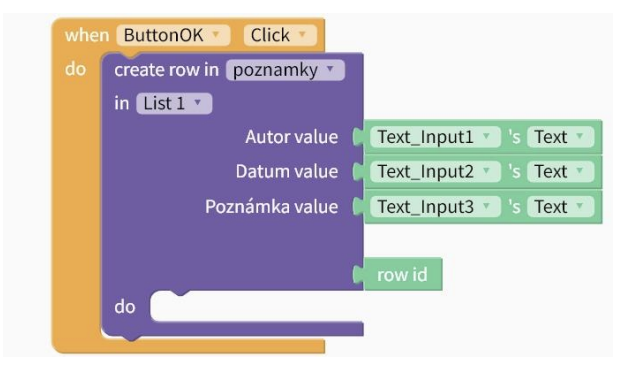 when ButtonOK Click
do create row in poznamky
in List 1
Autor value Text_Input1 's Text
Datum value Text_Input2 's Text
Poznámka value Text_Input3 's Text
row id
do